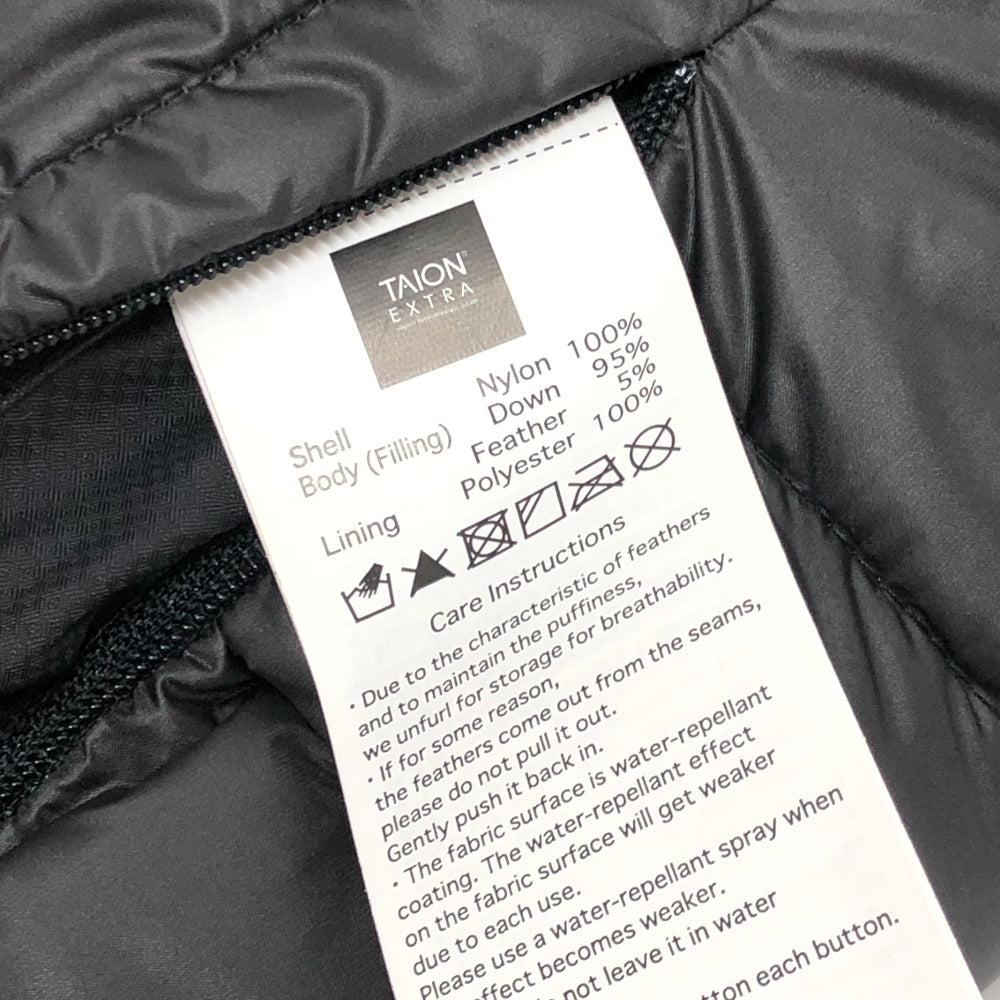 TAION®
EXTRA
Shell Nylon 100%
Body (Filling) Down 95%
Feather 5%
Lining Polyester 100%
Care Instructions
・Due to the characteristic of feathers
and to maintain the puffiness,
we unfurl for storage for breathability.
・If for some reason,
the feathers come out from the seams,
please do not pull it out.
Gently push it back in.
・The fabric surface is water-repellant
coating. The water-repellant effect
on the fabric surface will get weaker
due to each use.
Please use a water-repellant spray when
effect becomes weaker.
not leave it in water
each button.